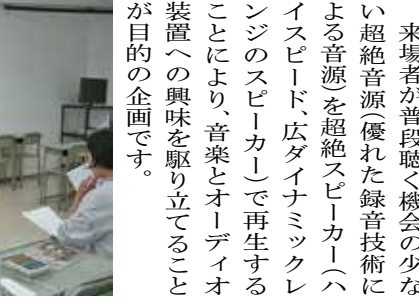 来場者が普段聴く機会の少な
い超絶音源(優れた録音技術に
よる音源)を超絶スピーカー(ハ
イスピード、広ダイナミックレ
ンジのスピーカー)で再生する
ことにより、音楽とオーディオ
装置への興味を駆り立てること
が目的の企画です。